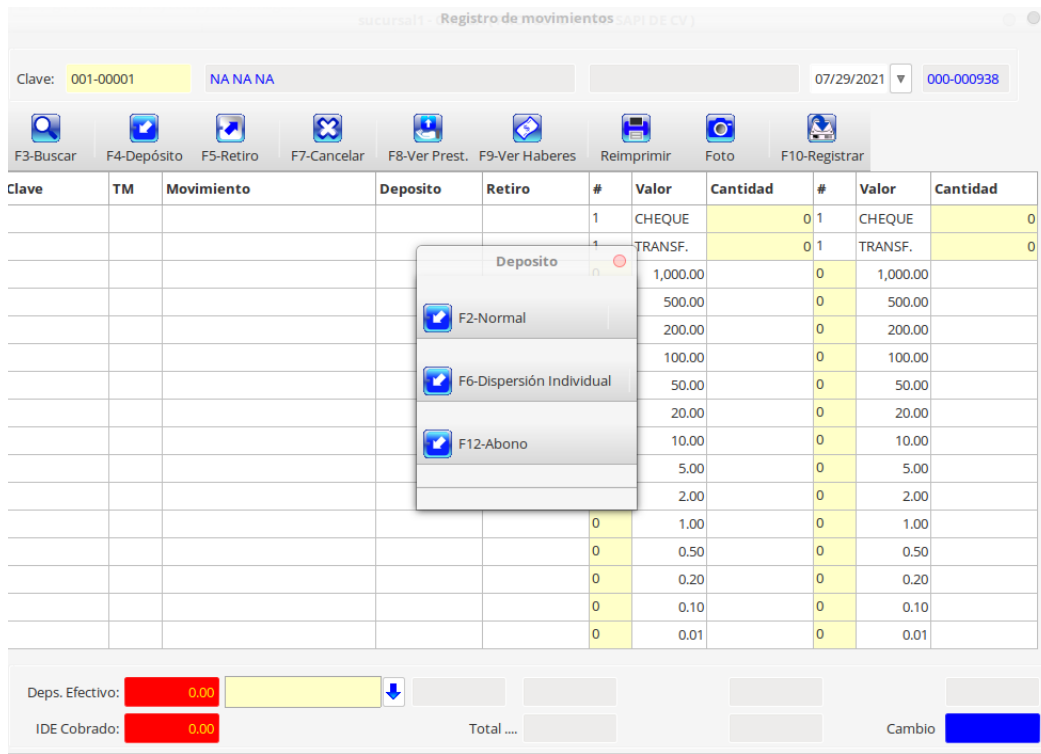 sucursal1 - Registro de movimientos SAPI DE CV)
Clave: 001-00001 NA NA NA 07/29/2021 000-000938
F3-Buscar F4-Depósito F5-Retiro F7-Cancelar F8-Ver Prest. F9-Ver Haberes Reimprimir Foto F10-Registrar
Clave TM Movimiento Deposito Retiro # Valor Cantidad # Valor Cantidad
1 CHEQUE 0 1 CHEQUE 0
1 TRANSF. 0 1 TRANSF. 0
Deposito
0 1,000.00 0 1,000.00
500.00 0 500.00
F2-Normal
200.00 0 200.00
100.00 0 100.00
F6-Dispersión Individual
50.00 0 50.00
20.00 0 20.00
F12-Abono
10.00 0 10.00
5.00 0 5.00
2.00 0 2.00
0 1.00 0 1.00
0 0.50 0 0.50
0 0.20 0 0.20
0 0.10 0 0.10
0 0.01 0 0.01
Deps. Efectivo: 0.00
IDE Cobrado: 0.00 Total .... Cambio